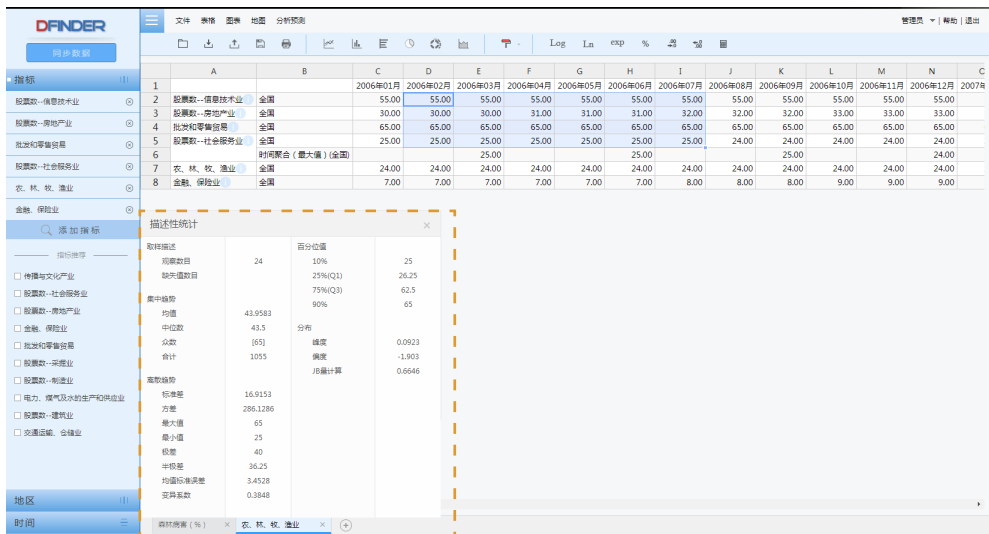 DFINDER
文件 表格 图表 地图 分析预测
管理员 帮助 | 退出
同步数据
Log Ln exp %
指标
股票数--信息技术业
股票数--房地产业
批发和零售贸易
股票数--社会服务业
农、林、牧、渔业
金融、保险业
添加指标
指标推荐
传播与文化产业
股票数--社会服务业
股票数--房地产业
金融、保险业
批发和零售贸易
股票数--采掘业
股票数--制造业
电力、煤气及水的生产和供应业
股票数--建筑业
交通运输、仓储业
地区
时间
A B C D E F G H I J K L M N C
1 2006年01月 2006年02月 2006年03月 2006年04月 2006年05月 2006年06月 2006年07月 2006年08月 2006年09月 2006年10月 2006年11月 2006年12月 2007年
2 股票数--信息技术业 全国 55.00 55.00 55.00 55.00 55.00 55.00 55.00 55.00 55.00 55.00 55.00 55.00
3 股票数--房地产业 全国 30.00 30.00 30.00 31.00 31.00 31.00 32.00 32.00 32.00 33.00 33.00 33.00
4 批发和零售贸易 全国 65.00 65.00 65.00 65.00 65.00 65.00 65.00 65.00 65.00 65.00 65.00 65.00
5 股票数--社会服务业 全国 25.00 25.00 25.00 25.00 25.00 25.00 25.00 24.00 24.00 24.00 24.00 24.00
6 时间聚合（最大值）(全国) 25.00 25.00 25.00 24.00
7 农、林、牧、渔业 全国 24.00 24.00 24.00 24.00 24.00 24.00 24.00 24.00 24.00 24.00 24.00 24.00
8 金融、保险业 全国 7.00 7.00 7.00 7.00 7.00 7.00 8.00 8.00 8.00 9.00 9.00 9.00
描述性统计
取样描述
观察数目 24
缺失值数目
集中趋势
均值 43.9583
中位数 43.5
众数 [65]
合计 1055
离散趋势
标准差 16.9153
方差 286.1286
最大值 65
最小值 25
极差 40
半极差 36.25
均值标准误差 3.4528
变异系数 0.3848
百分位值
10% 25
25%(Q1) 26.25
75%(Q3) 62.5
90% 65
分布
峰度 0.0923
偏度 -1.903
JB量计算 0.6646
森林病害（%） 农、林、牧、渔业